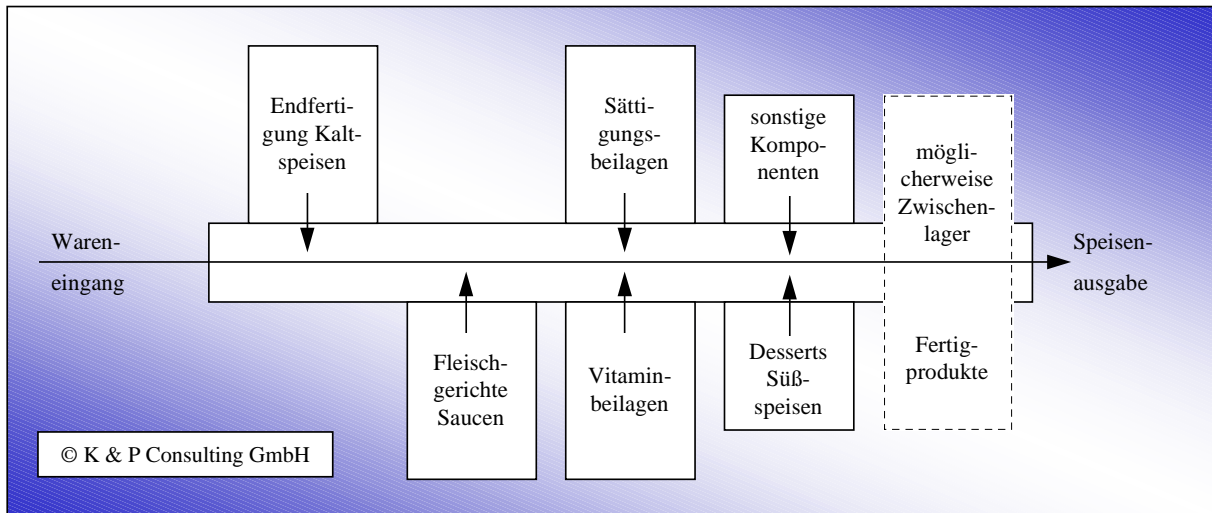 Endferti-
gung Kalt-
speisen
Sätti-
gungs-
beilagen
sonstige
Kompo-
nenten
mögli-
cherweise
Zwischen-
lager
Waren-
eingang
Speisen-
ausgabe
Fleisch-
gerichte
Saucen
Vitamin-
beilagen
Desserts
Süß-
speisen
Fertig-
produkte
© K & P Consulting GmbH